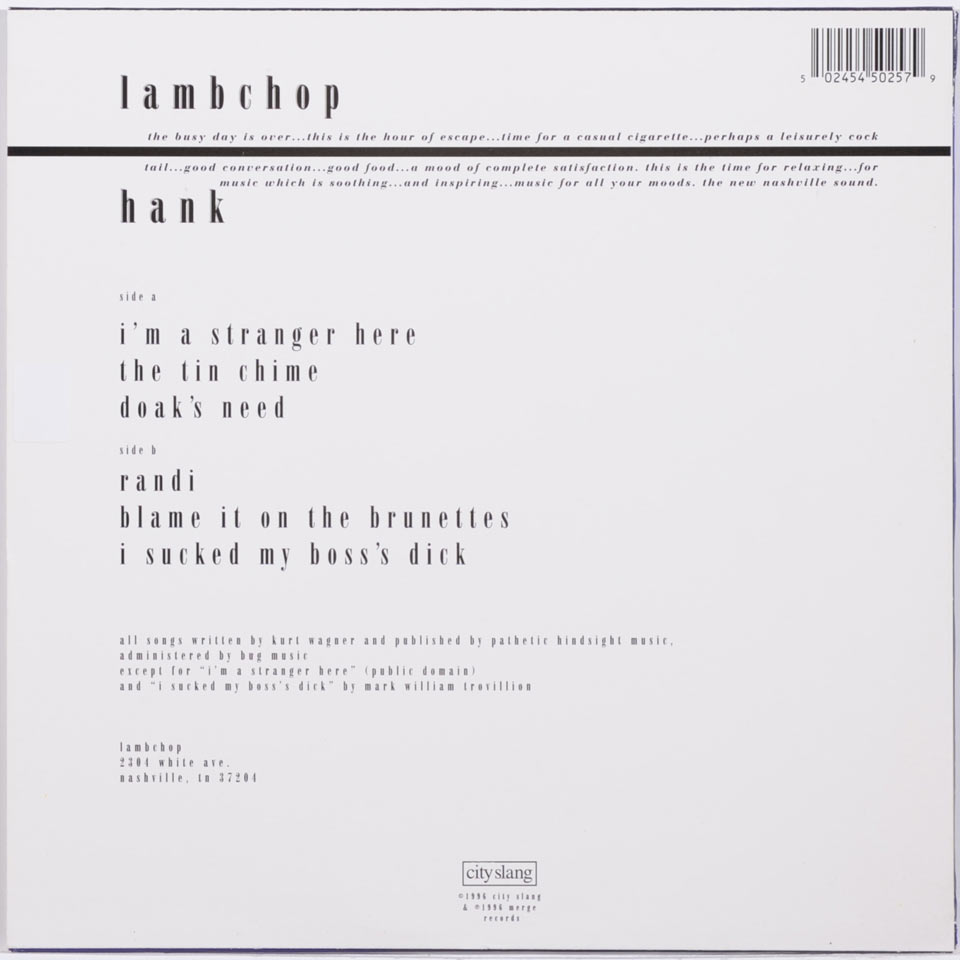 5 02454 50257 9
lambchop
the busy day is over...this is the hour of escape...time for a casual cigarette...perhaps a leisurely cock
tail...good conversation...good food...a mood of complete satisfaction. this is the time for relaxing...for
music which is soothing...and inspiring...music for all your moods. the new nashville sound.
hank
side a
i'm a stranger here
the tin chime
doak's need
side b
randi
blame it on the brunettes
i sucked my boss's dick
all songs written by kurt wagner and published by pathetic hindsight music,
administered by bug music
except for “i'm a stranger here” (public domain)
and “i sucked my boss's dick” by mark william trovillion
lambchop
2304 white ave.
nashville, tn 37204
city slang
©1996 city slang
& ℗1996 merge
records